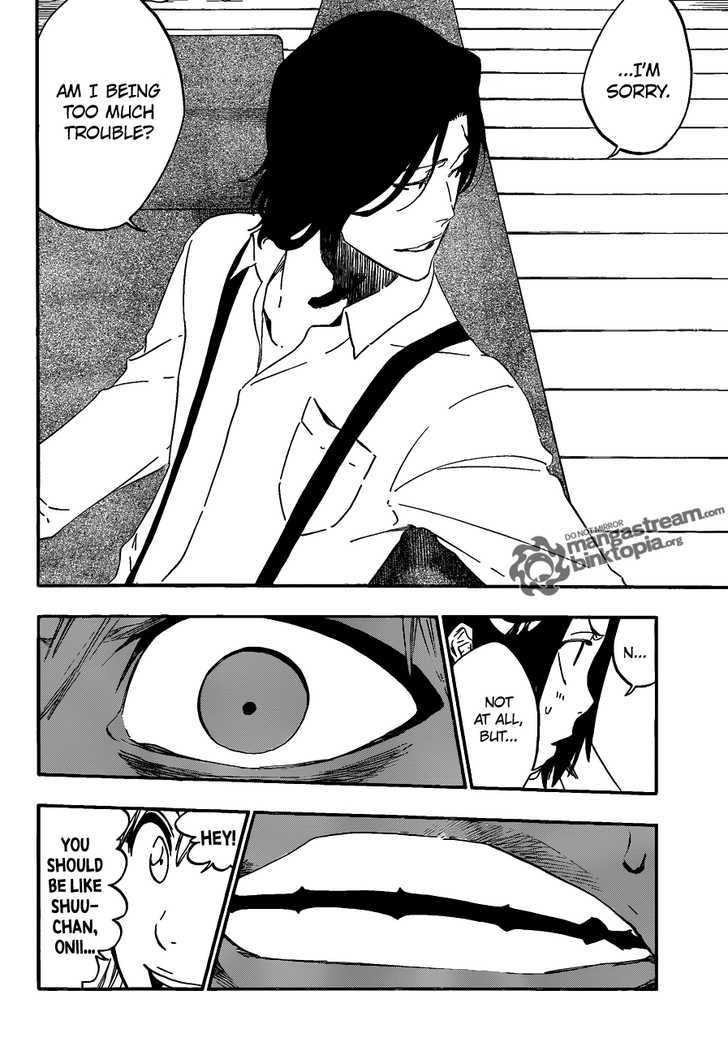 ...I'M
SORRY.
AM I BEING
TOO MUCH
TROUBLE?
DO NOT MIRROR
mangastream.com
binktopia.org
N...
NOT
AT ALL,
BUT...
HEY!
YOU
SHOULD
BE LIKE
SHUU-
CHAN,
ONII...